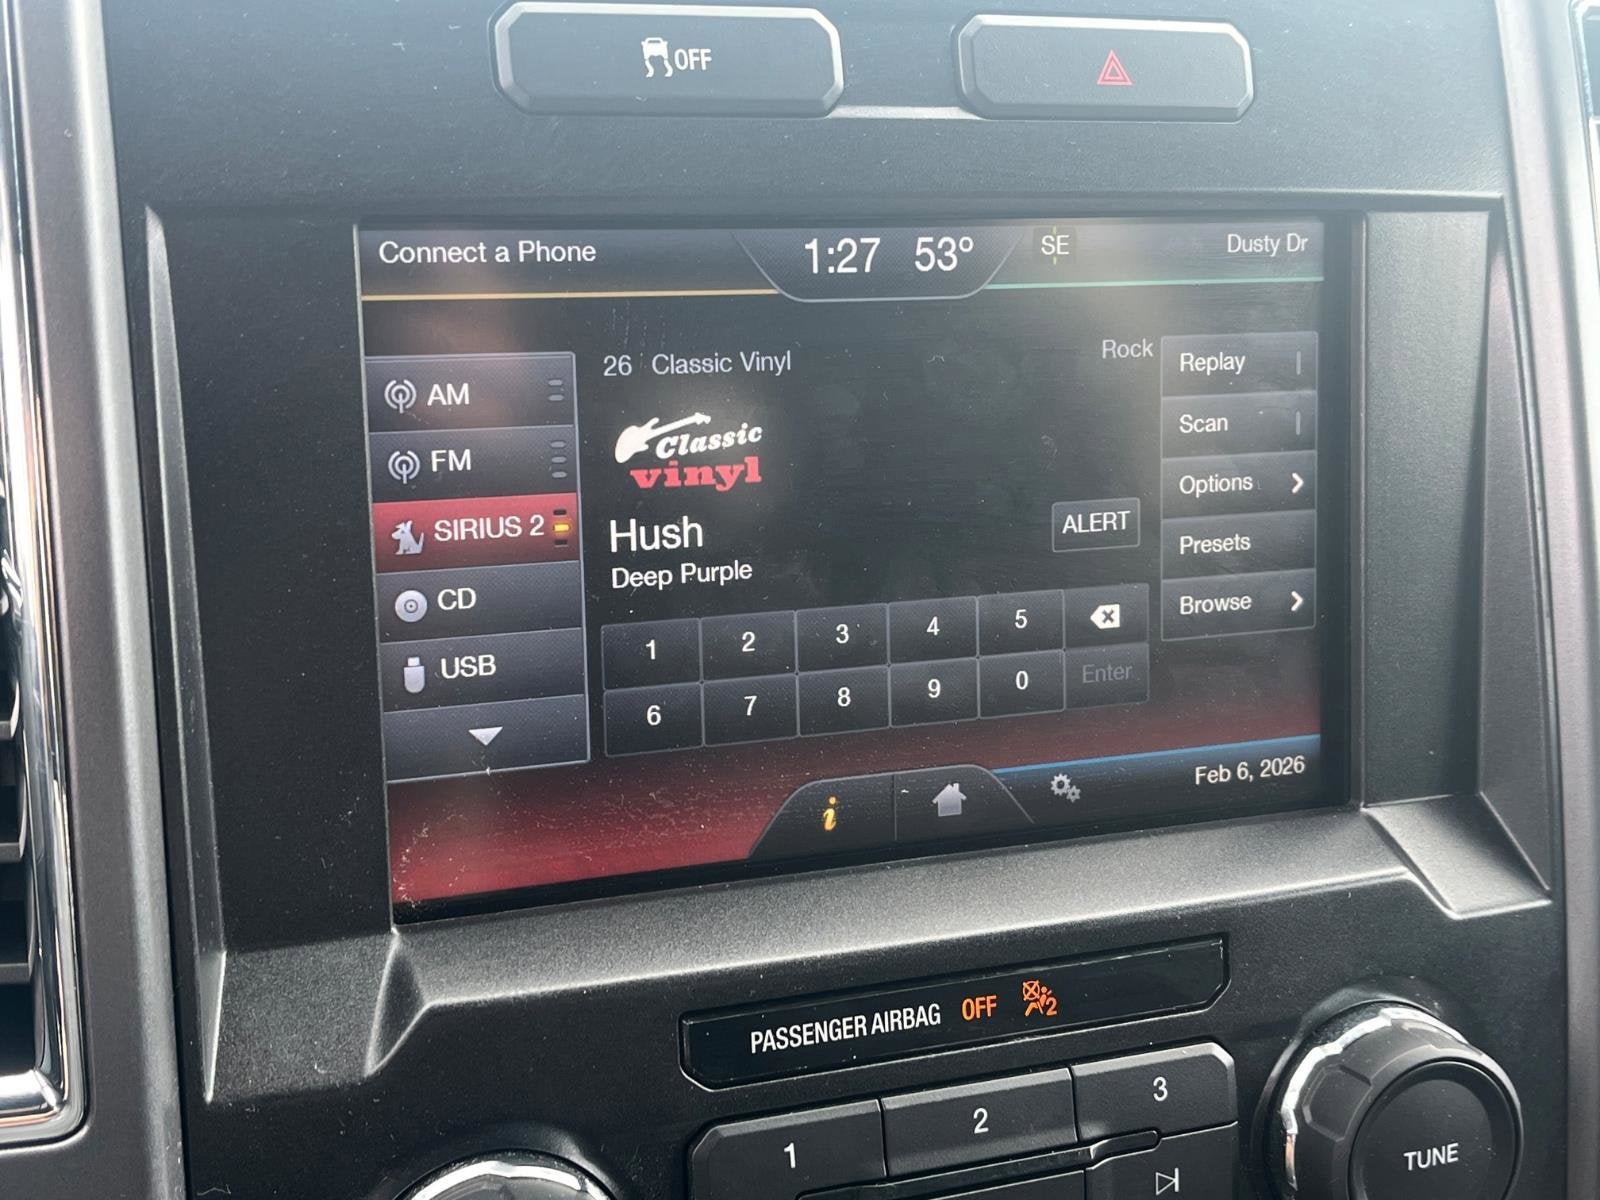 OFF
Connect a Phone
1:27 53°
SE
Dusty Dr
AM
FM
SIRIUS 2
CD
USB
26 Classic Vinyl
Rock
Classic
vinyl
Hush
Deep Purple
ALERT
1 2 3 4 5
6 7 8 9 0 Enter
Replay
Scan
Options
Presets
Browse
i
Feb 6, 2026
PASSENGER AIRBAG OFF 2
1 2 3
TUNE